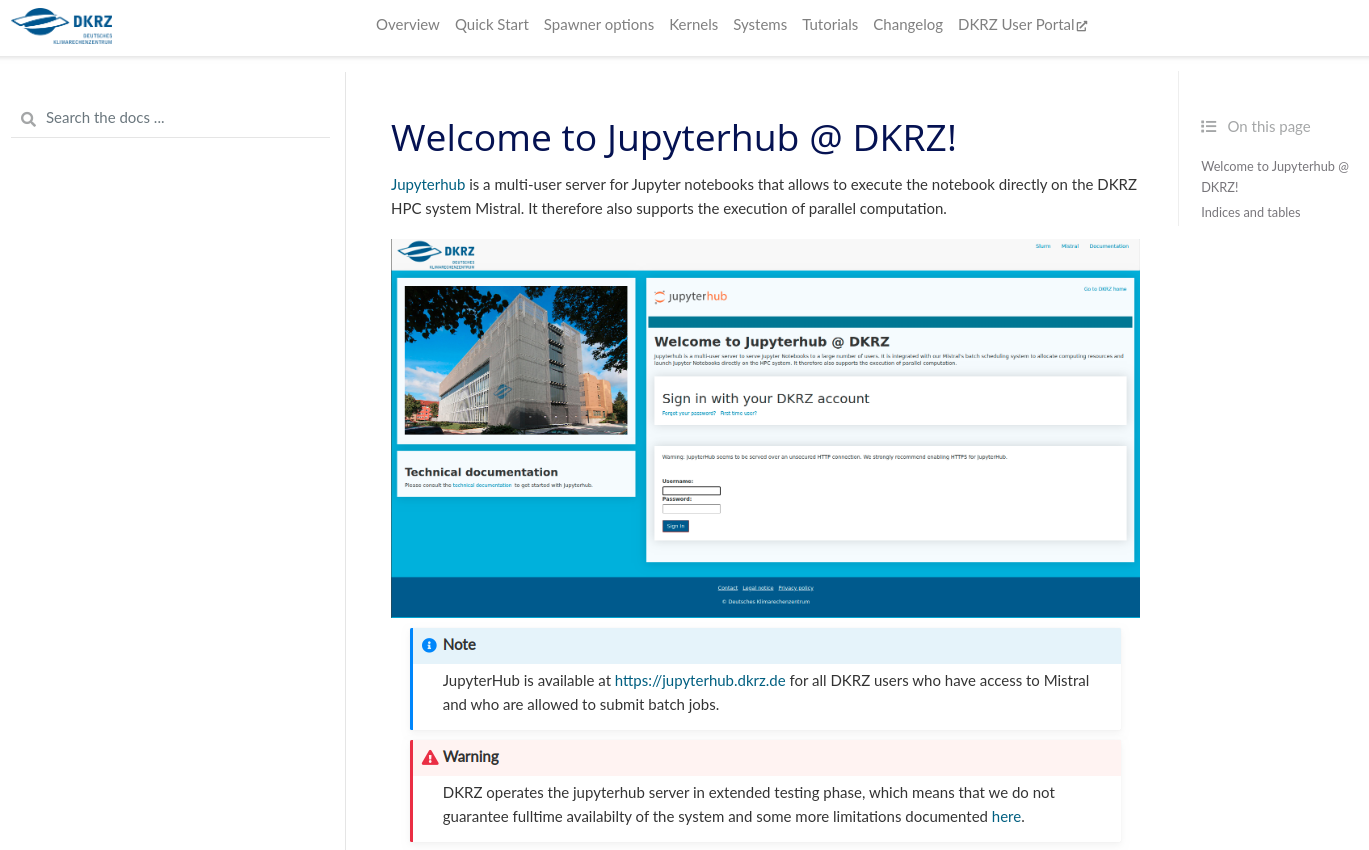 DKRZ
DEUTSCHES
KLIMARECHENZENTRUM
Overview Quick Start Spawner options Kernels Systems Tutorials Changelog DKRZ User Portal
Search the docs ...
Welcome to Jupyterhub @ DKRZ!
Jupyterhub is a multi-user server for Jupyter notebooks that allows to execute the notebook directly on the DKRZ
HPC system Mistral. It therefore also supports the execution of parallel computation.
On this page
Welcome to Jupyterhub @
DKRZ!
Indices and tables
DKRZ
DEUTSCHES
KLIMARECHENZENTRUM
Slurm Mistral Documentation
jupyterhub
Go to DKRZ home
Welcome to Jupyterhub @ DKRZ
Jupyterhub is a multi-user server to serve Jupyter Notebooks to a large number of users. It is integrated with our Mistral's batch scheduling system to allocate computing resources and
launch Jupyter Notebooks directly on the HPC system. It therefore also supports the execution of parallel computation.
Sign in with your DKRZ account
Forgot your password? First time user?
Warning: JupyterHub seems to be served over an unsecured HTTP connection. We strongly recommend enabling HTTPS for JupyterHub.
Username:
Password:
Sign In
Technical documentation
Please consult the technical documentation to get started with Jupyterhub.
Contact Legal notice Privacy policy
© Deutsches Klimarechenzentrum
Note
JupyterHub is available at https://jupyterhub.dkrz.de for all DKRZ users who have access to Mistral
and who are allowed to submit batch jobs.
Warning
DKRZ operates the jupyterhub server in extended testing phase, which means that we do not
guarantee fulltime availabilty of the system and some more limitations documented here.